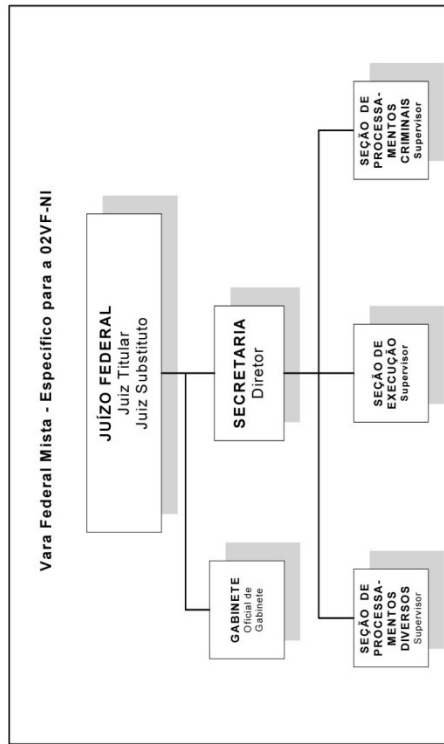 Vara Federal Mista - Específico para a 02VF-NI
JUÍZO FEDERAL
Juiz Titular
Juiz Substituto
GABINETE
Oficial de
Gabinete
SECRETARIA
Diretor
SEÇÃO DE
PROCESSA-
MENTOS
DIVERSOS
Supervisor
SEÇÃO DE
EXECUÇÃO
Supervisor
SEÇÃO DE
PROCESSA-
MENTOS
CRIMINAIS
Supervisor